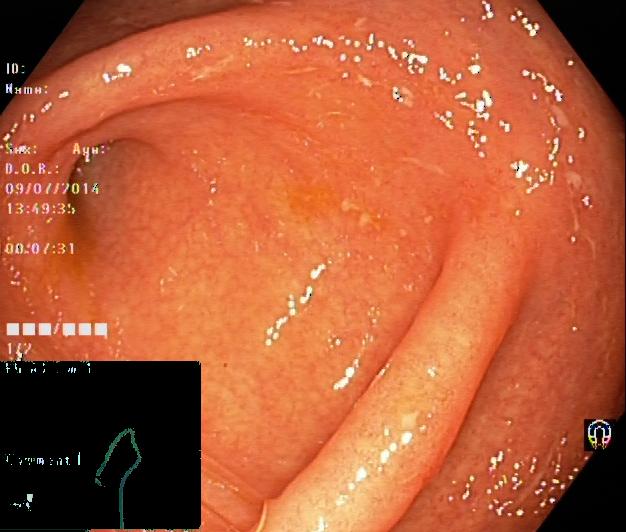 ID:
Name:
Sex: Age:
D.O.B.:
09/07/2014
13:49:35
00:07:31
1/2
Comment: